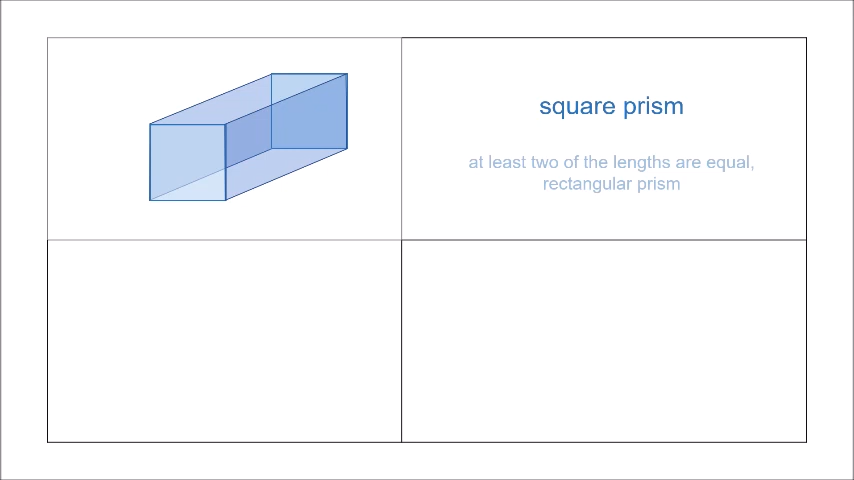 square prism
at least two of the lengths are equal,
rectangular prism